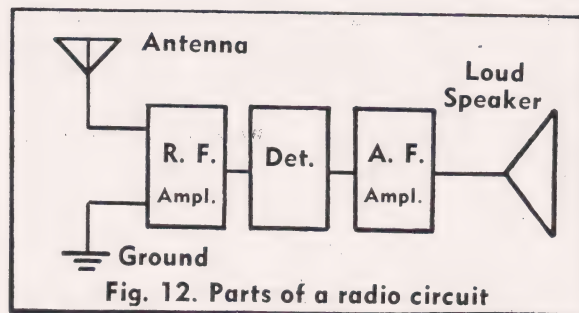 Antenna
Loud
Speaker
R. F.
Ampl.
Det.
A. F.
Ampl.
Ground
Fig. 12. Parts of a radio circuit